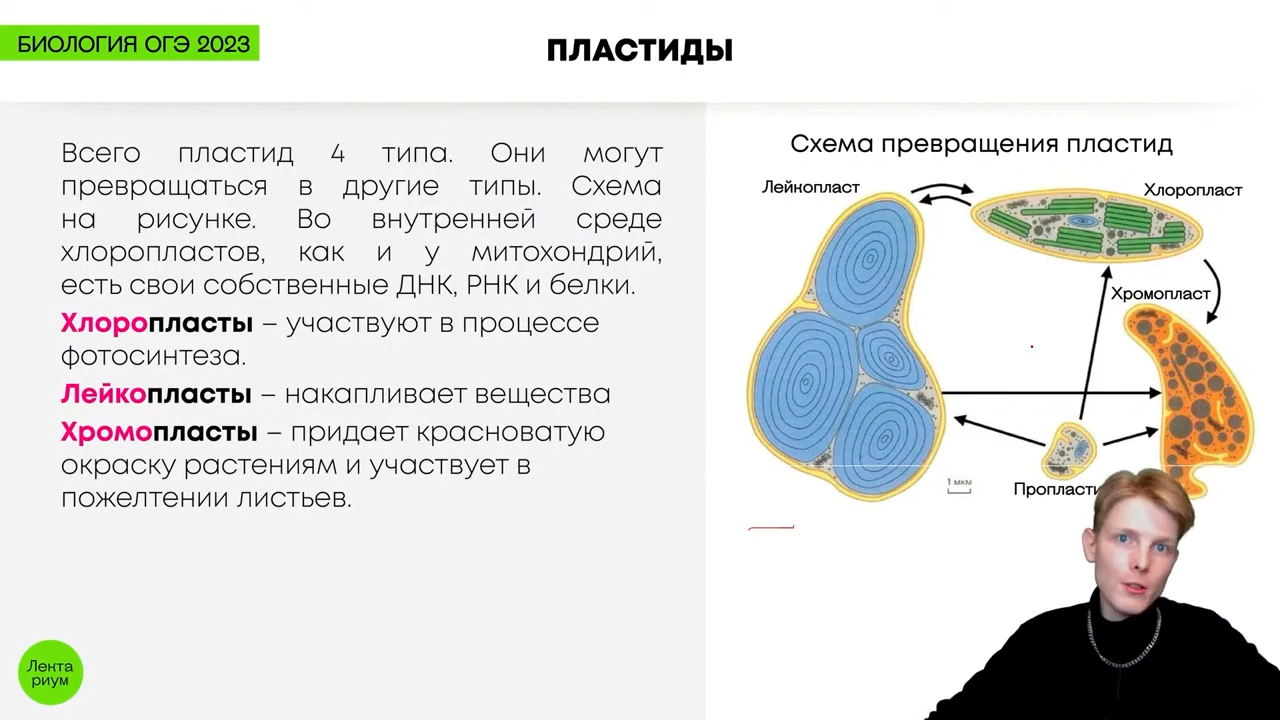 БИОЛОГИЯ ОГЭ 2023
ПЛАСТИДЫ
Всего пластид 4 типа. Они могут
превращаться в другие типы. Схема
на рисунке. Во внутренней среде
хлоропластов, как и у митохондрий,
есть свои собственные ДНК, РНК и белки.
Хлоропласты – участвуют в процессе
фотосинтеза.
Лейкопласты – накапливает вещества
Хромопласты – придает красноватую
окраску растениям и участвует в
пожелтении листьев.
Схема превращения пластид
Лейкопласт
Хлоропласт
Хромопласт
1 мкм
Лекта
риум